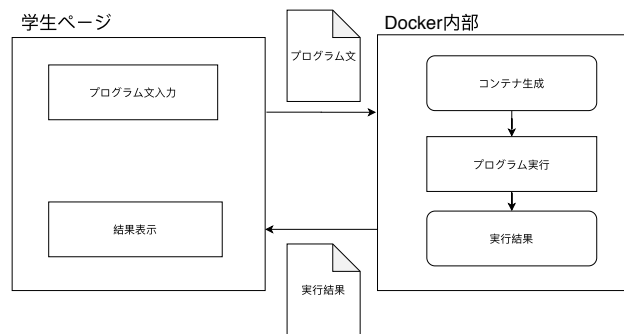 学生ページ
プログラム文
Docker内部
プログラム文入力
コンテナ生成
プログラム実行
結果表示
実行結果
実行結果